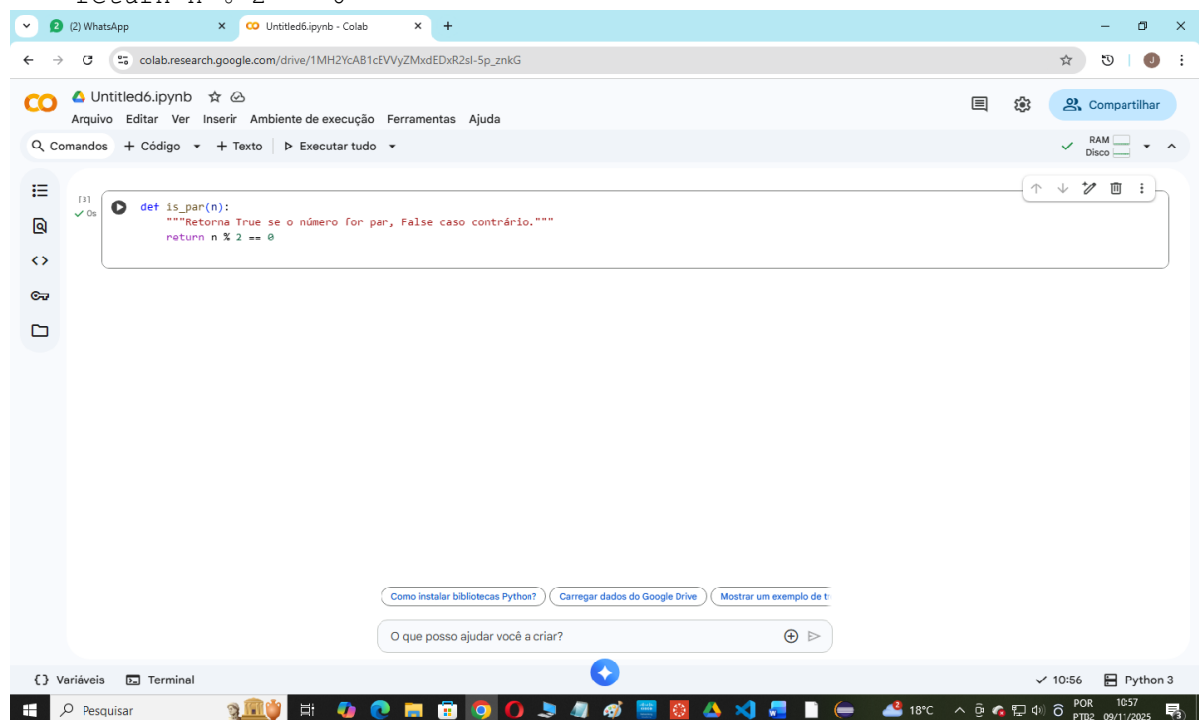 (2) WhatsApp
Untitled6.ipynb - Colab
colab.research.google.com/drive/1MH2YcAB1cEVVyZMxdEDxR2sI-5p_znkG
J
CO
Untitled6.ipynb
Arquivo Editar Ver Inserir Ambiente de execução Ferramentas Ajuda
Compartilhar
Comandos + Código + Texto Executar tudo
RAM
Disco
[3]
0s
def is_par(n):
"""Retorna True se o número for par, False caso contrário."""
return n % 2 == 0
Como instalar bibliotecas Python? Carregar dados do Google Drive Mostrar um exemplo de t
O que posso ajudar você a criar?
{} Variáveis Terminal
10:56 Python 3
Pesquisar
18°C
POR
PTB2
10:57
09/11/2025